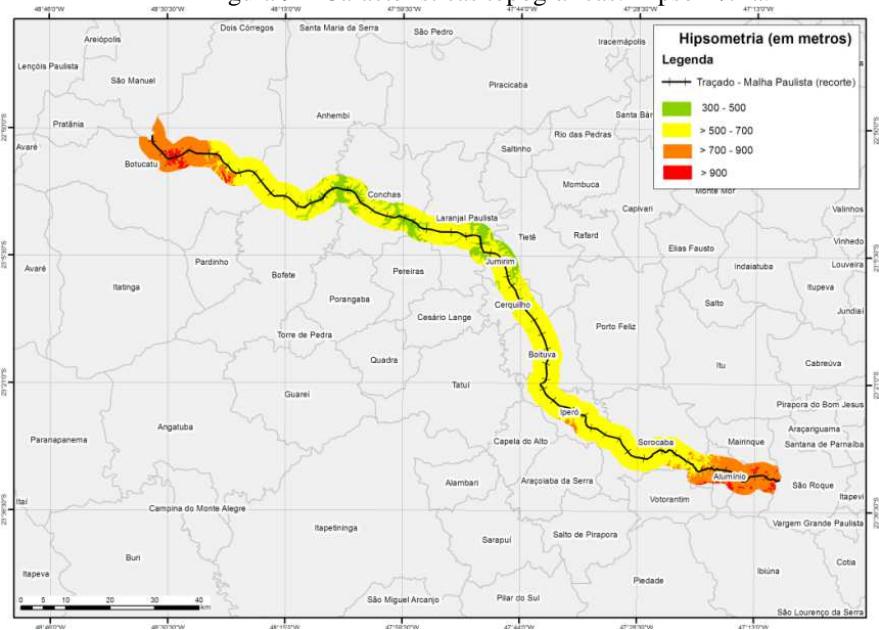 Hipsometria (em metros)
Legenda
Traçado - Malha Paulista (recorte)
300 - 500
> 500 - 700
> 700 - 900
> 900
Dois Córregos
Santa Maria da Serra
São Pedro
Areiópolis
Iracemápolis
Lençóis Paulista
São Manuel
Piracicaba
Anhembi
Santa Bár
Pratânia
Rio das Pedras
Avaré
Saltinho
Botucatu
Mombuca
Monte Mor
Conchas
Capivari
Valinhos
Laranjal Paulista
Tietê
Rafard
Vinhedo
Elias Fausto
Louveira
Jumirim
Indaiatuba
Avaré
Pardinho
Bofete
Pereiras
Itatinga
Itupeva
Porangaba
Cerquilho
Salto
Cesário Lange
Jundiaí
Porto Feliz
Torre de Pedra
Boituva
Quadra
Itu
Cabreúva
Tatuí
Guareí
Pirapora do Bom Jesus
Iperó
Angatuba
Araçariguama
Paranapanema
Capela do Alto
Sorocaba
Mairinque
Santana de Parnaíba
Alumínio
Alambari
Araçoiaba da Serra
São Roque
Votorantim
Itapevi
Itaí
Campina do Monte Alegre
Vargem Grande Paulista
Itapetininga
Sarapuí
Salto de Pirapora
Buri
Cotia
Ibiúna
Itapeva
Piedade
São Miguel Arcanjo
Pilar do Sul
São Lourenço da Serra
0 5 10 20 30 40
km